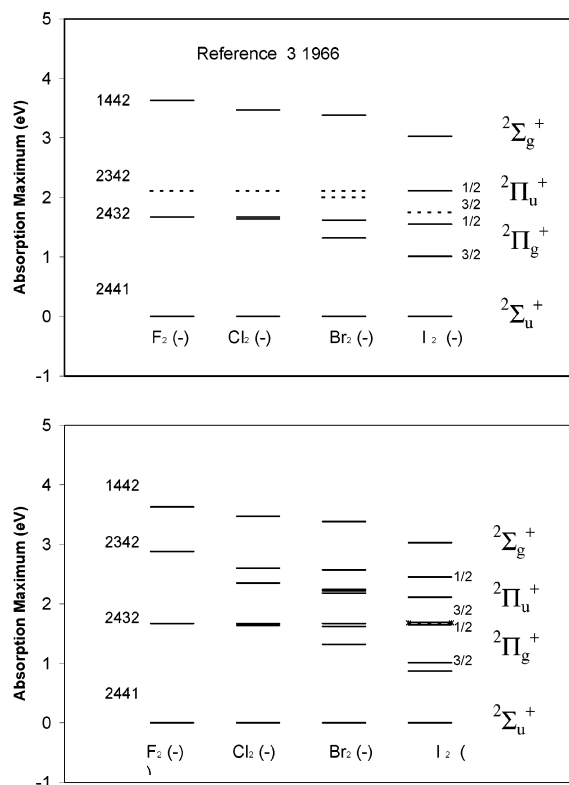 5
Reference 3 1966
4
1442
²Σg⁺
3
2342
1/2
²Πu⁺
2
3/2
2432
1/2
²Πg⁺
1
3/2
2441
²Σu⁺
0
F₂ (-) Cl₂ (-) Br₂ (-) I ₂ (-)
-1
Absorption Maximum (eV)
5
1442
4
2342
²Σg⁺
3
1/2
²Πu⁺
2
3/2
2432
1/2
²Πg⁺
3/2
1
2441
²Σu⁺
0
F₂ (-) Cl₂ (-) Br₂ (-) I ₂ (
)
-1
Absorption Maximum (eV)